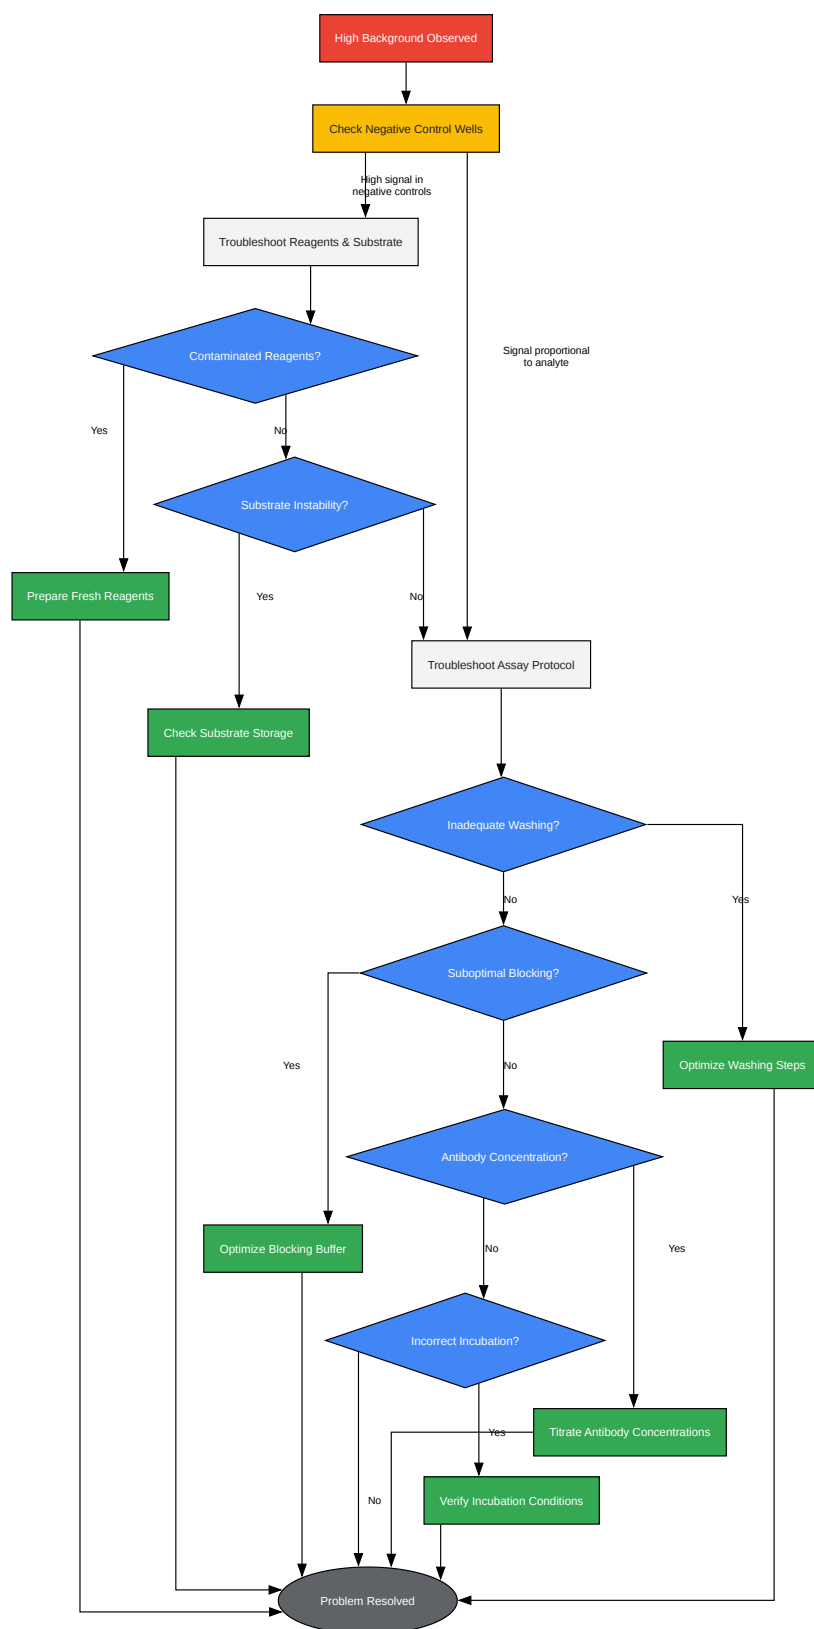 High Background Observed
Check Negative Control Wells
High signal in
negative controls
Troubleshoot Reagents & Substrate
Signal proportional
to analyte
Contaminated Reagents?
Yes
No
Substrate Instability?
Prepare Fresh Reagents
Yes
No
Troubleshoot Assay Protocol
Check Substrate Storage
Inadequate Washing?
No
Yes
Suboptimal Blocking?
Yes
No
Optimize Washing Steps
Antibody Concentration?
Optimize Blocking Buffer
No
Yes
Incorrect Incubation?
Yes
Titrate Antibody Concentrations
No
Verify Incubation Conditions
Problem Resolved